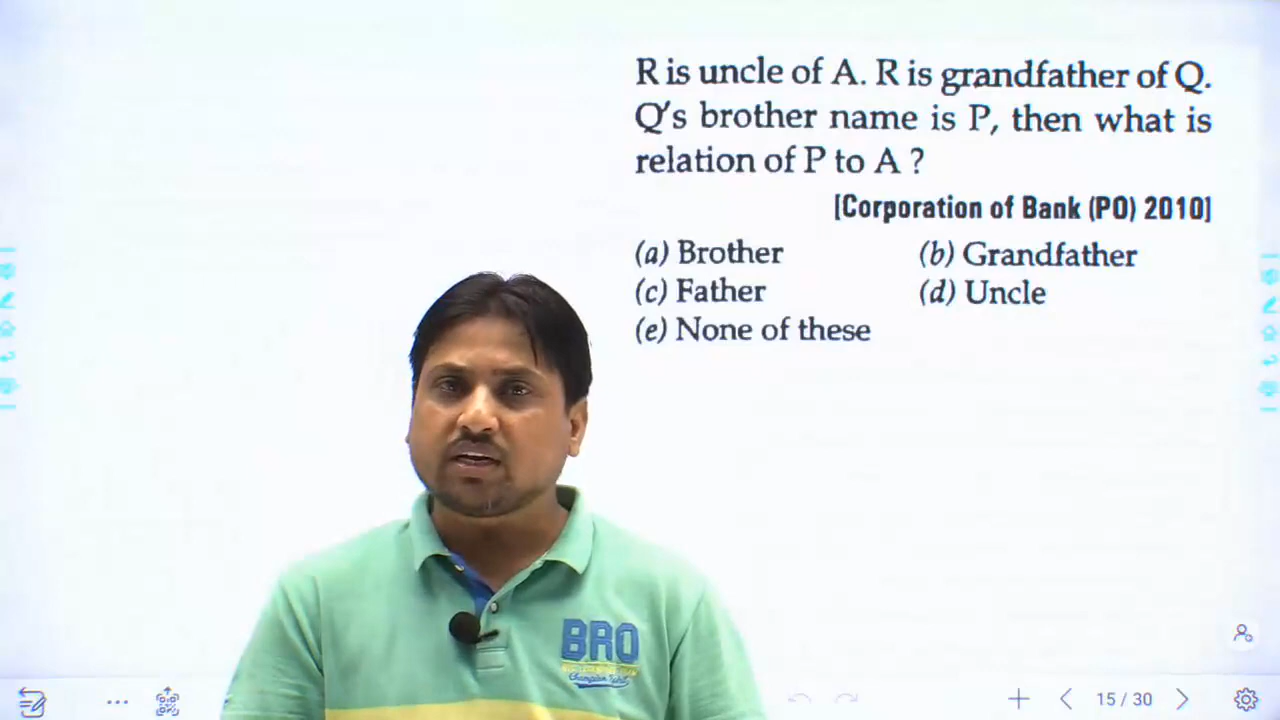 R is uncle of A. R is grandfather of Q.
Q's brother name is P, then what is
relation of P to A ?
[Corporation of Bank (PO) 2010]
(a) Brother (b) Grandfather
(c) Father (d) Uncle
(e) None of these
BRO
15 / 30